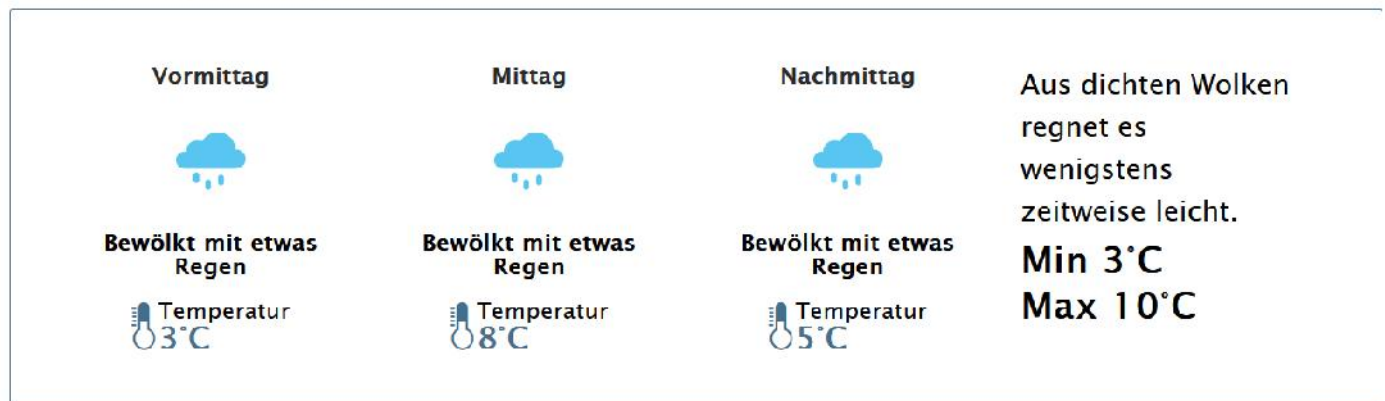 Vormittag
Bewölkt mit etwas
Regen
Temperatur
3°C
Mittag
Bewölkt mit etwas
Regen
Temperatur
8°C
Nachmittag
Bewölkt mit etwas
Regen
Temperatur
5°C
Aus dichten Wolken
regnet es
wenigstens
zeitweise leicht.
Min 3°C
Max 10°C